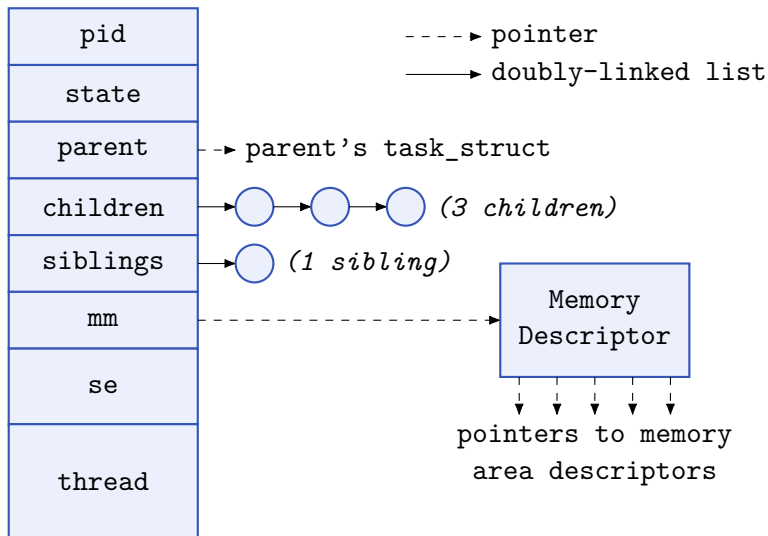 pid
pointer
state
doubly-linked list
parent
parent's task_struct
children
(3 children)
siblings
(1 sibling)
mm
Memory
Descriptor
se
pointers to memory
area descriptors
thread